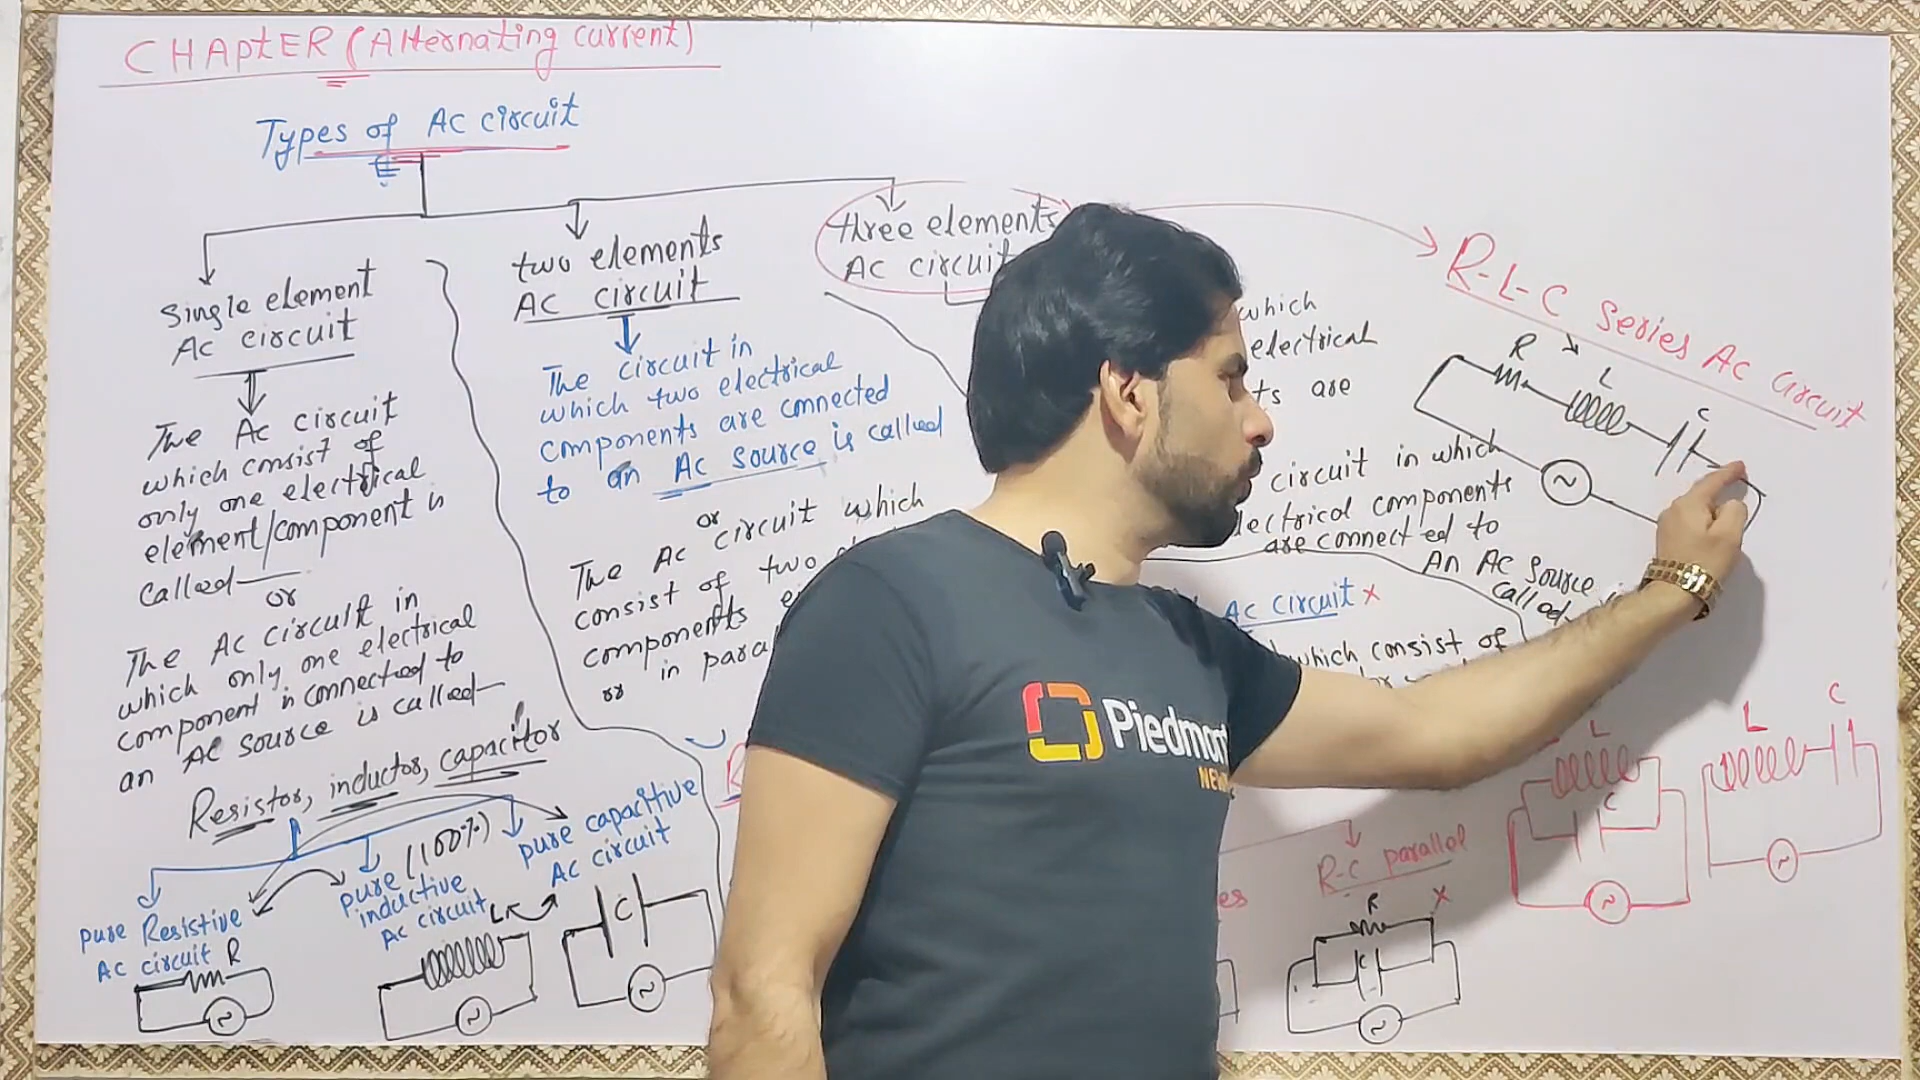 CHAPtER (Alternating current)
Types of AC circuit
Single element
AC circuit
The AC circuit
which consist of
only one electrical
element/component is
called
or
The AC circuit in
which only one electrical
component is connected to
an AC source is called
Resistor, inductor, capacitor
pure Resistive
AC circuit
R
pure (100%)
inductive
AC circuit
L
pure capacitive
AC circuit
C
two elements
AC circuit
The circuit in
which two electrical
components are connected
to an AC source is called
or
The AC circuit which
consist of two
components
or in
three elements
AC circuit
which
electrical
are
circuit in which
electrical components
are connected to
An AC source
called
AC circuit x
which consist of
R-L-C series AC circuit
R
L
C
R-C parallel
x
R
C
L
C
L
C
Piedmon
NEW